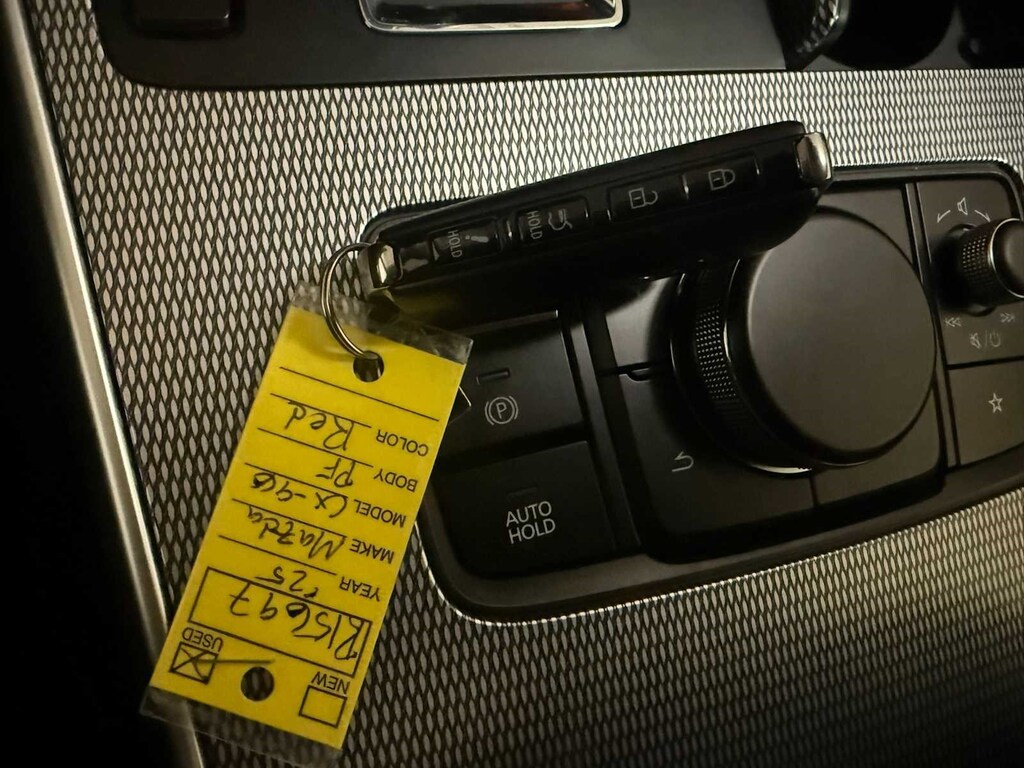 NEW
USED
R15697
YEAR '25
MAKE Mazda
MODEL CX-90
BODY PF
COLOR Red
HOLD
HOLD
P
AUTO
HOLD